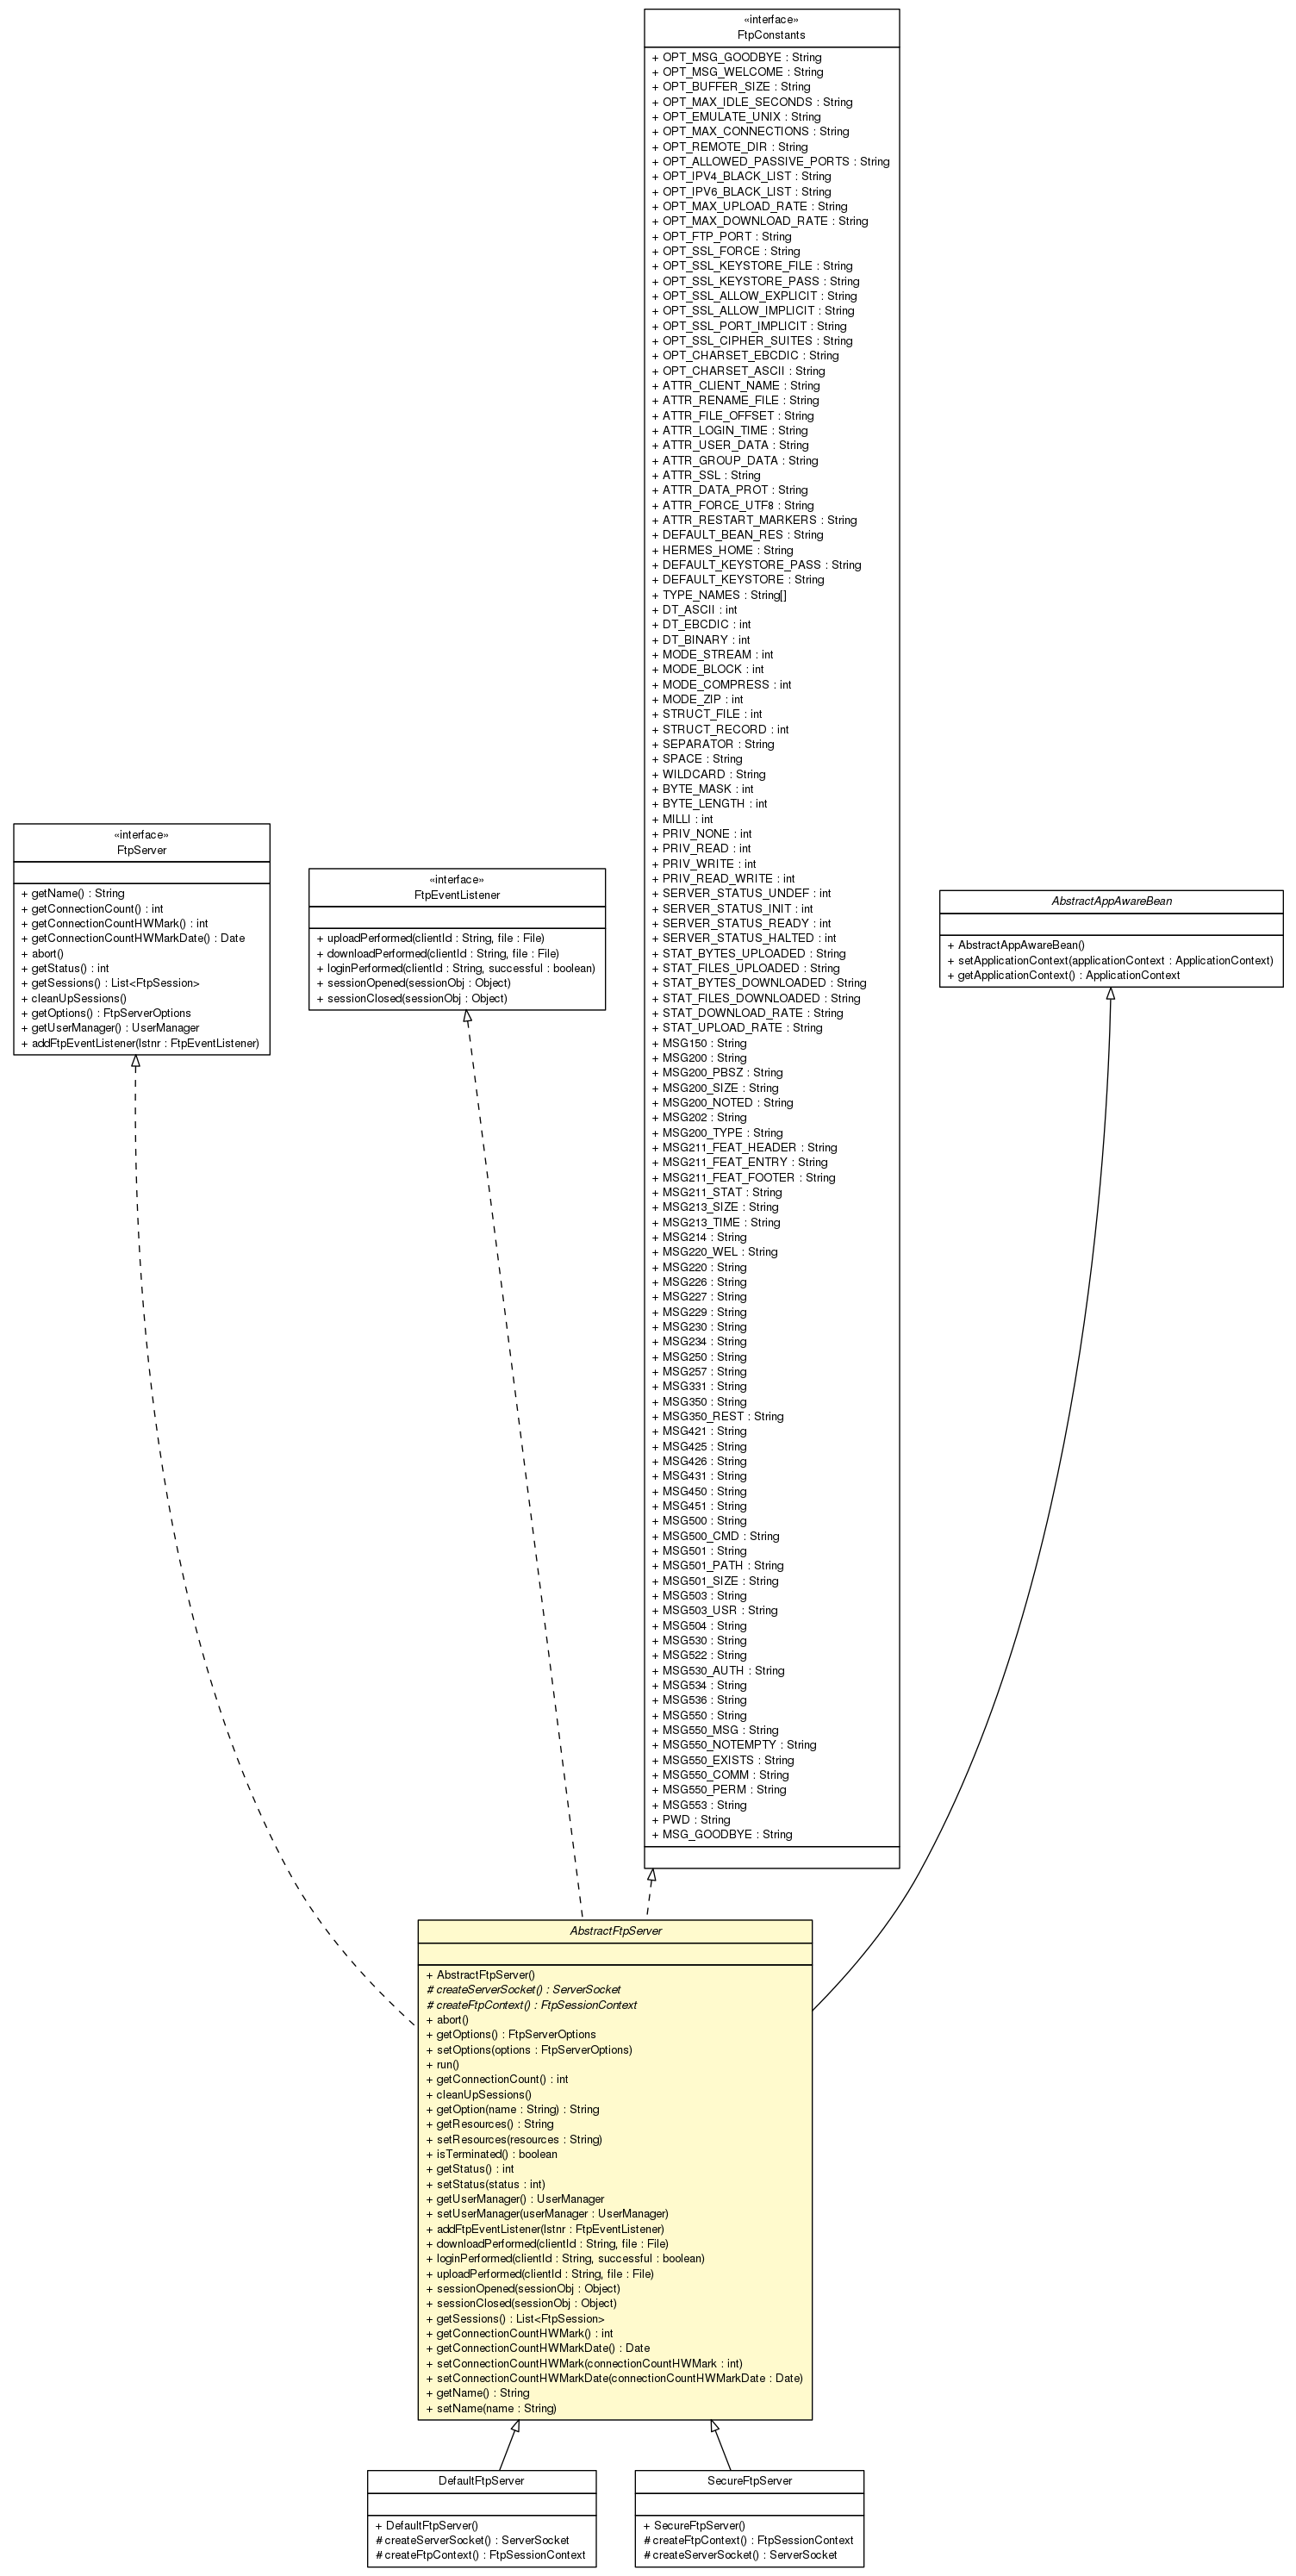 «interface»
FtpConstants
+ OPT_MSG_GOODBYE : String
+ OPT_MSG_WELCOME : String
+ OPT_BUFFER_SIZE : String
+ OPT_MAX_IDLE_SECONDS : String
+ OPT_EMULATE_UNIX : String
+ OPT_MAX_CONNECTIONS : String
+ OPT_REMOTE_DIR : String
+ OPT_ALLOWED_PASSIVE_PORTS : String
+ OPT_IPV4_BLACK_LIST : String
+ OPT_IPV6_BLACK_LIST : String
+ OPT_MAX_UPLOAD_RATE : String
+ OPT_MAX_DOWNLOAD_RATE : String
+ OPT_FTP_PORT : String
+ OPT_SSL_FORCE : String
+ OPT_SSL_KEYSTORE_FILE : String
+ OPT_SSL_KEYSTORE_PASS : String
+ OPT_SSL_ALLOW_EXPLICIT : String
+ OPT_SSL_ALLOW_IMPLICIT : String
+ OPT_SSL_PORT_IMPLICIT : String
+ OPT_SSL_CIPHER_SUITES : String
+ OPT_CHARSET_EBCDIC : String
+ OPT_CHARSET_ASCII : String
+ ATTR_CLIENT_NAME : String
+ ATTR_RENAME_FILE : String
+ ATTR_FILE_OFFSET : String
+ ATTR_LOGIN_TIME : String
+ ATTR_USER_DATA : String
+ ATTR_GROUP_DATA : String
+ ATTR_SSL : String
+ ATTR_DATA_PROT : String
+ ATTR_FORCE_UTF8 : String
+ ATTR_RESTART_MARKERS : String
+ DEFAULT_BEAN_RES : String
+ HERMES_HOME : String
+ DEFAULT_KEYSTORE_PASS : String
+ DEFAULT_KEYSTORE : String
+ TYPE_NAMES : String[]
+ DT_ASCII : int
+ DT_EBCDIC : int
+ DT_BINARY : int
+ MODE_STREAM : int
+ MODE_BLOCK : int
+ MODE_COMPRESS : int
+ MODE_ZIP : int
+ STRUCT_FILE : int
+ STRUCT_RECORD : int
+ SEPARATOR : String
+ SPACE : String
+ WILDCARD : String
+ BYTE_MASK : int
+ BYTE_LENGTH : int
+ MILLI : int
+ PRIV_NONE : int
+ PRIV_READ : int
+ PRIV_WRITE : int
+ PRIV_READ_WRITE : int
+ SERVER_STATUS_UNDEF : int
+ SERVER_STATUS_INIT : int
+ SERVER_STATUS_READY : int
+ SERVER_STATUS_HALTED : int
+ STAT_BYTES_UPLOADED : String
+ STAT_FILES_UPLOADED : String
+ STAT_BYTES_DOWNLOADED : String
+ STAT_FILES_DOWNLOADED : String
+ STAT_DOWNLOAD_RATE : String
+ STAT_UPLOAD_RATE : String
+ MSG150 : String
+ MSG200 : String
+ MSG200_PBSZ : String
+ MSG200_SIZE : String
+ MSG200_NOTED : String
+ MSG202 : String
+ MSG200_TYPE : String
+ MSG211_FEAT_HEADER : String
+ MSG211_FEAT_ENTRY : String
+ MSG211_FEAT_FOOTER : String
+ MSG211_STAT : String
+ MSG213_SIZE : String
+ MSG213_TIME : String
+ MSG214 : String
+ MSG220_WEL : String
+ MSG220 : String
+ MSG226 : String
+ MSG227 : String
+ MSG229 : String
+ MSG230 : String
+ MSG234 : String
+ MSG250 : String
+ MSG257 : String
+ MSG331 : String
+ MSG350 : String
+ MSG350_REST : String
+ MSG421 : String
+ MSG425 : String
+ MSG426 : String
+ MSG431 : String
+ MSG450 : String
+ MSG451 : String
+ MSG500 : String
+ MSG500_CMD : String
+ MSG501 : String
+ MSG501_PATH : String
+ MSG501_SIZE : String
+ MSG503 : String
+ MSG503_USR : String
+ MSG504 : String
+ MSG530 : String
+ MSG522 : String
+ MSG530_AUTH : String
+ MSG534 : String
+ MSG536 : String
+ MSG550 : String
+ MSG550_MSG : String
+ MSG550_NOTEMPTY : String
+ MSG550_EXISTS : String
+ MSG550_COMM : String
+ MSG550_PERM : String
+ MSG553 : String
+ PWD : String
+ MSG_GOODBYE : String
«interface»
FtpServer
+ getName() : String
+ getConnectionCount() : int
+ getConnectionCountHWMark() : int
+ getConnectionCountHWMarkDate() : Date
+ abort()
+ getStatus() : int
+ getSessions() : List<FtpSession>
+ cleanUpSessions()
+ getOptions() : FtpServerOptions
+ getUserManager() : UserManager
+ addFtpEventListener(lstnr : FtpEventListener)
«interface»
FtpEventListener
+ uploadPerformed(clientId : String, file : File)
+ downloadPerformed(clientId : String, file : File)
+ loginPerformed(clientId : String, successful : boolean)
+ sessionOpened(sessionObj : Object)
+ sessionClosed(sessionObj : Object)
AbstractAppAwareBean
+ AbstractAppAwareBean()
+ setApplicationContext(applicationContext : ApplicationContext)
+ getApplicationContext() : ApplicationContext
AbstractFtpServer
+ AbstractFtpServer()
# createServerSocket() : ServerSocket
# createFtpContext() : FtpSessionContext
+ abort()
+ getOptions() : FtpServerOptions
+ setOptions(options : FtpServerOptions)
+ run()
+ getConnectionCount() : int
+ cleanUpSessions()
+ getOption(name : String) : String
+ getResources() : String
+ setResources(resources : String)
+ isTerminated() : boolean
+ getStatus() : int
+ setStatus(status : int)
+ getUserManager() : UserManager
+ setUserManager(userManager : UserManager)
+ addFtpEventListener(lstnr : FtpEventListener)
+ downloadPerformed(clientId : String, file : File)
+ loginPerformed(clientId : String, successful : boolean)
+ uploadPerformed(clientId : String, file : File)
+ sessionOpened(sessionObj : Object)
+ sessionClosed(sessionObj : Object)
+ getSessions() : List<FtpSession>
+ getConnectionCountHWMark() : int
+ getConnectionCountHWMarkDate() : Date
+ setConnectionCountHWMark(connectionCountHWMark : int)
+ setConnectionCountHWMarkDate(connectionCountHWMarkDate : Date)
+ getName() : String
+ setName(name : String)
DefaultFtpServer
+ DefaultFtpServer()
# createServerSocket() : ServerSocket
# createFtpContext() : FtpSessionContext
SecureFtpServer
+ SecureFtpServer()
# createFtpContext() : FtpSessionContext
# createServerSocket() : ServerSocket